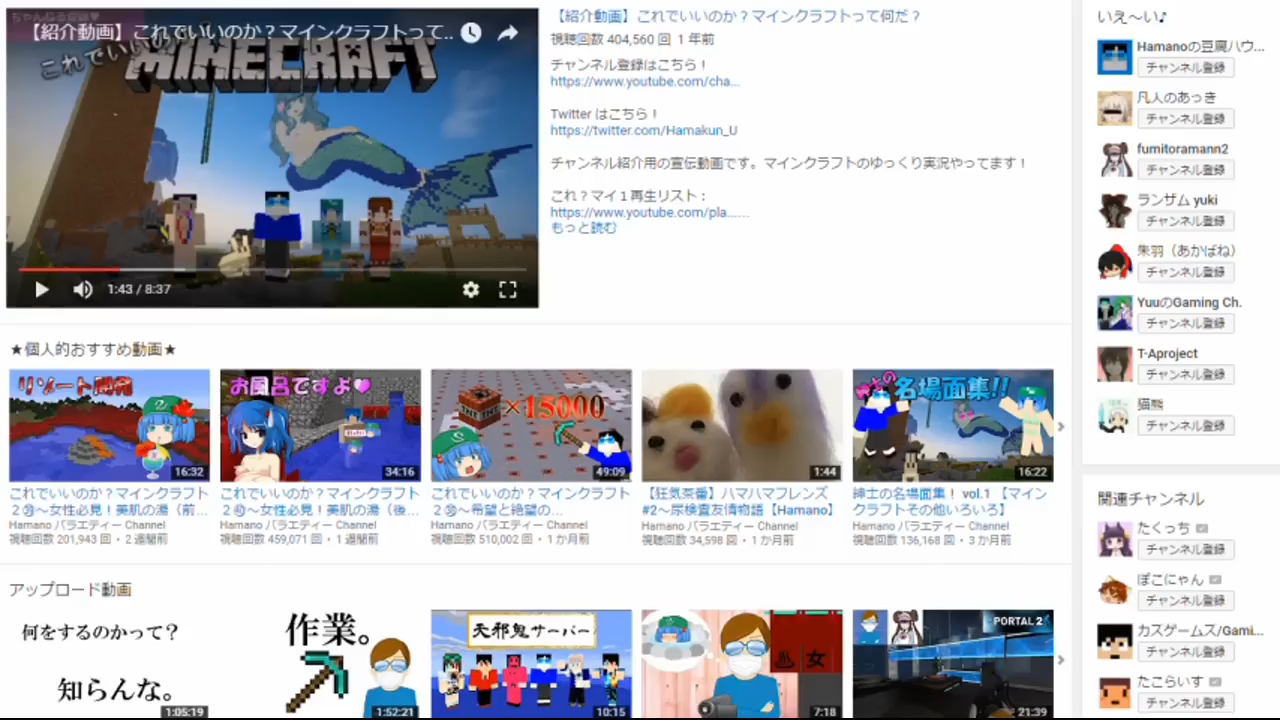 【紹介動画】これでいいのか？マインクラフトって...
これでいいの
MINECRAFT
1:43 / 8:37
【紹介動画】これでいいのか？マインクラフトって何だ？
視聴回数 404,560 回 1 年前
チャンネル登録はこちら！
https://www.youtube.com/cha...
Twitter はこちら！
https://twitter.com/Hamakun_U
チャンネル紹介用の宣伝動画です。マインクラフトのゆっくり実況やってます！
これ？マイ１再生リスト：
https://www.youtube.com/pla......
もっと読む
★個人的おすすめ動画★
リゾート開発
16:32
これでいいのか？マインクラフト
～女性必見！美肌の湯（前...
Hamano バラエティー Channel
視聴回数 201,943 回・2 週間前
お風呂ですよ♥
34:16
これでいいのか？マインクラフト
～女性必見！美肌の湯（後...
Hamano バラエティー Channel
視聴回数 459,071 回・1 週間前
TNT
×15000
49:09
これでいいのか？マインクラフト
～希望と絶望の...
Hamano バラエティー Channel
視聴回数 510,002 回・1 か月前
1:44
【狂気茶番】ハマハマフレンズ
#2～尿検査友情物語【Hamano】
Hamano バラエティー Channel
視聴回数 34,598 回・1 か月前
紳士の名場面集!!
16:22
紳士の名場面集！ vol.1 【マイン
クラフトその他いろいろ】
Hamano バラエティー Channel
視聴回数 136,168 回・3 か月前
アップロード動画
何をするのかって？
知らんな。
1:05:19
作業。
1:52:21
天邪鬼サーバー
10:15
女
7:18
PORTAL 2
21:39
いえ～い♪
Hamanoの豆腐ハウ...
チャンネル登録
凡人のあっき
チャンネル登録
fumitoramann2
チャンネル登録
ランザム yuki
チャンネル登録
朱羽（あかばね）
チャンネル登録
YuuのGaming Ch.
チャンネル登録
T-Aproject
チャンネル登録
猫熊
チャンネル登録
関連チャンネル
たくっち
チャンネル登録
ぽこにゃん
チャンネル登録
カズゲームズ/Gami...
チャンネル登録
たこらいす
チャンネル登録